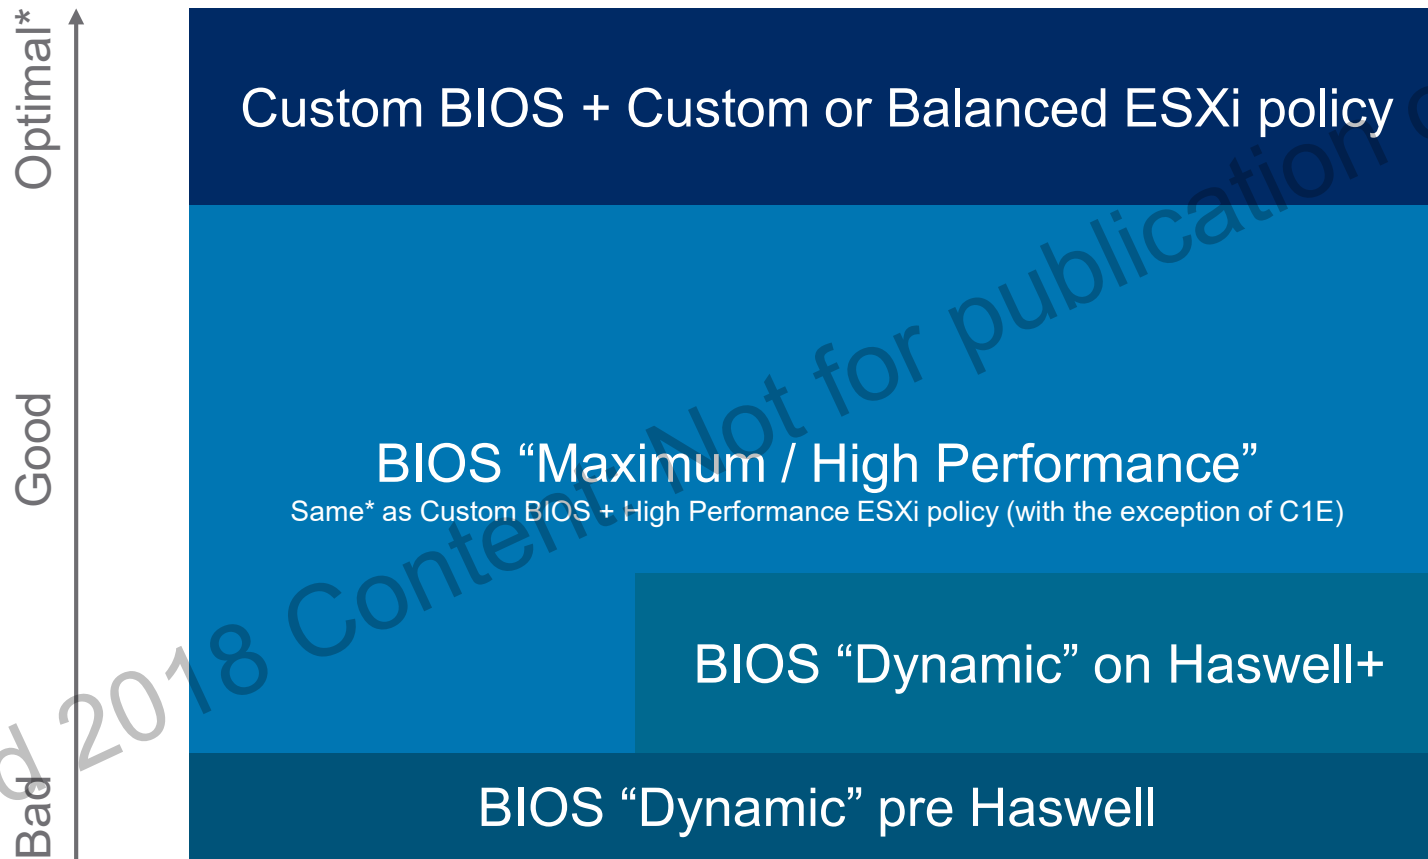 Optimal*
Custom BIOS + Custom or Balanced ESXi policy
Good
BIOS “Maximum / High Performance”
Same* as Custom BIOS + High Performance ESXi policy (with the exception of C1E)
BIOS “Dynamic” on Haswell+
Bad
BIOS “Dynamic” pre Haswell
2018 Content: Not for publication